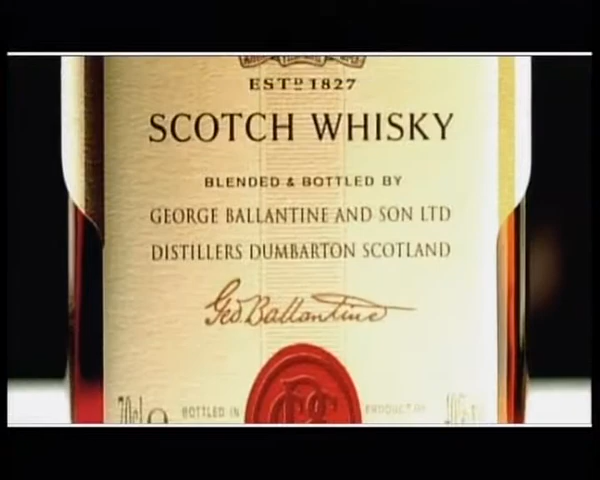 ESTD 1827
SCOTCH WHISKY
BLENDED & BOTTLED BY
GEORGE BALLANTINE AND SON LTD
DISTILLERS DUMBARTON SCOTLAND
Geo. Ballantine
70cl e BOTTLED IN PRODUCT OF